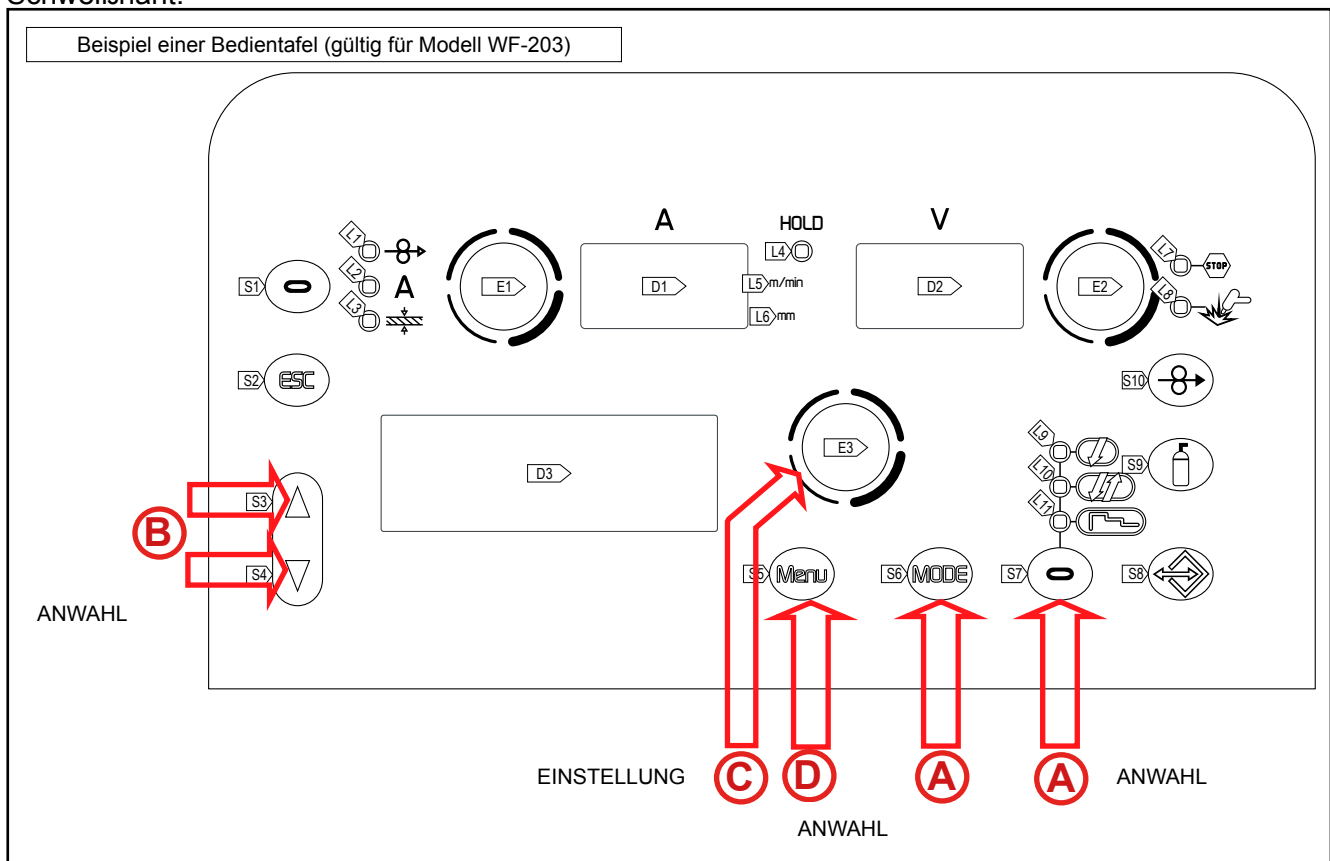 Schweißnaht.
Beispiel einer Bedientafel (gültig für Modell WF-203)
A
HOLD
V
L1
L2
A
L3
S1
E1
D1
L4
L5 m/min
L6 mm
D2
E2
L7
STOP
L8
S2 ESC
S10
D3
E3
L9
L10
L11
S9
S3
B
S4
S5 Menu
S6 MODE
S7
S8
ANWAHL
EINSTELLUNG
C
D
A
A
ANWAHL
ANWAHL